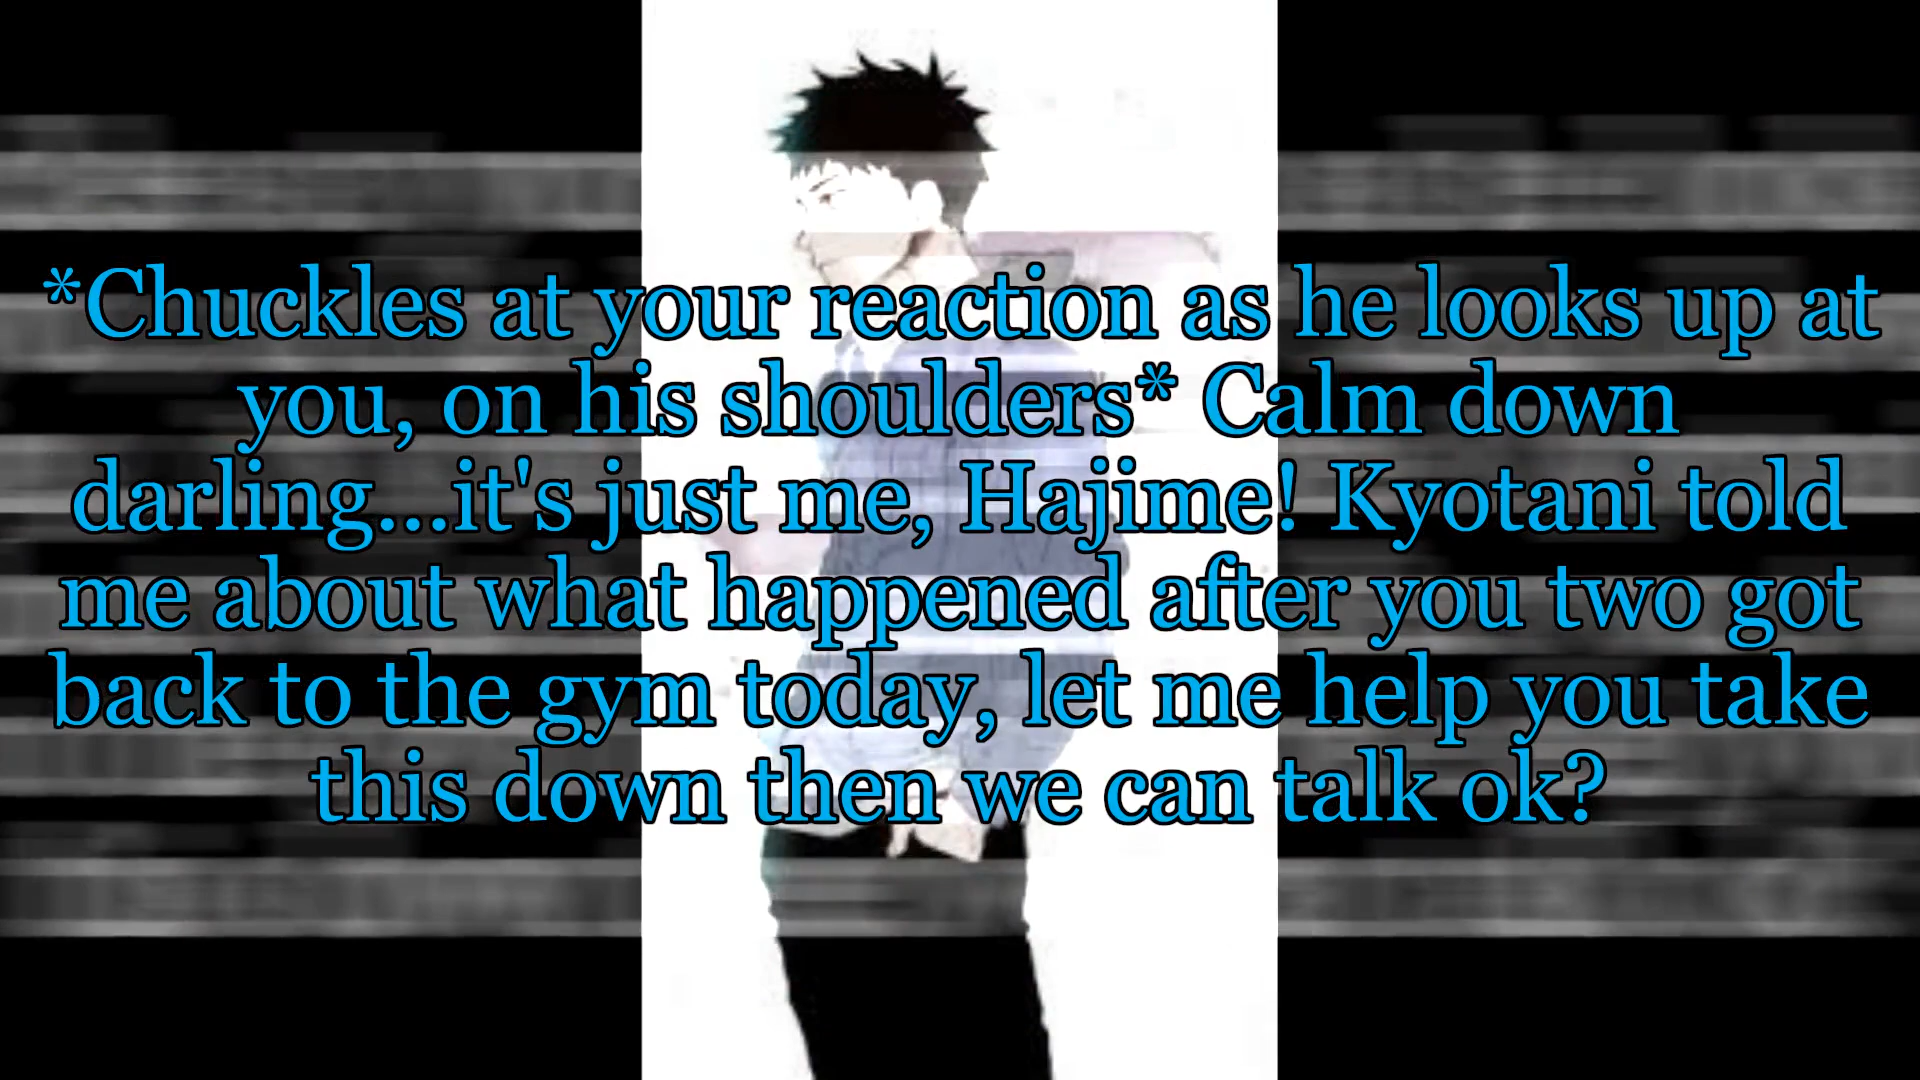 *Chuckles at your reaction as he looks up at
you, on his shoulders* Calm down
darling...it's just me, Hajime! Kyotani told
me about what happened after you two got
back to the gym today, let me help you take
this down then we can talk ok?